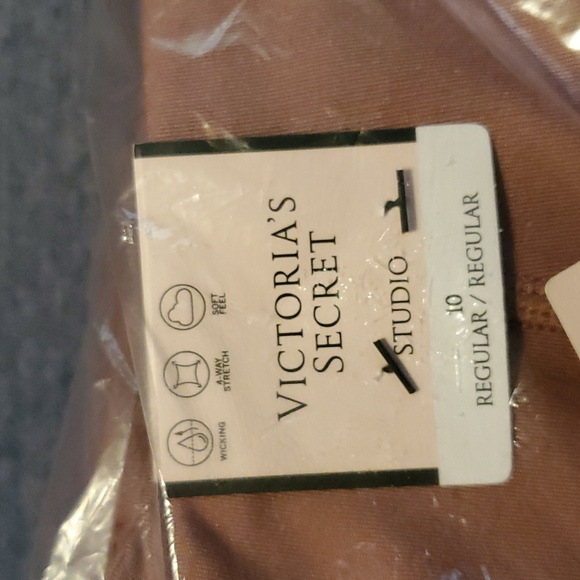 WICKING
4-WAY
STRETCH
SOFT
FEEL
VICTORIA'S
SECRET
STUDIO
10
REGULAR / REGULAR